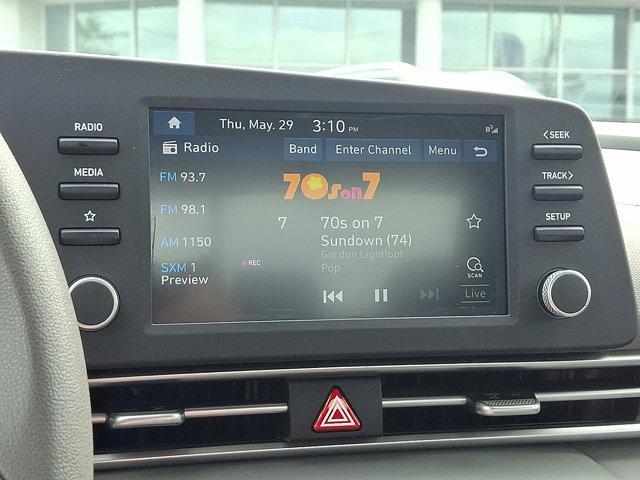 RADIO
MEDIA
Thu, May. 29 3:10 PM
Radio
Band Enter Channel Menu
FM 93.7
FM 98.1
AM 1150
SXM 1
Preview
70s on 7
7 70s on 7
Sundown (74)
Gordon Lightfoot
Pop
REC
SCAN
Live
<SEEK
TRACK>
SETUP